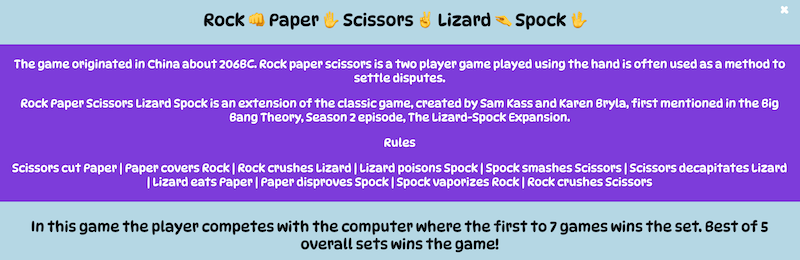 Rock👊Paper✋Scissors✌Lizard🤏Spock🖖
✖
The game originated in China about 206BC. Rock paper scissors is a two player game played using the hand is often used as a method to
settle disputes.
Rock Paper Scissors Lizard Spock is an extension of the classic game, created by Sam Kass and Karen Bryla, first mentioned in the Big
Bang Theory, Season 2 episode, The Lizard-Spock Expansion.
Rules
Scissors cut Paper | Paper covers Rock | Rock crushes Lizard | Lizard poisons Spock | Spock smashes Scissors | Scissors decapitates Lizard
| Lizard eats Paper | Paper disproves Spock | Spock vaporizes Rock | Rock crushes Scissors
In this game the player competes with the computer where the first to 7 games wins the set. Best of 5
overall sets wins the game!